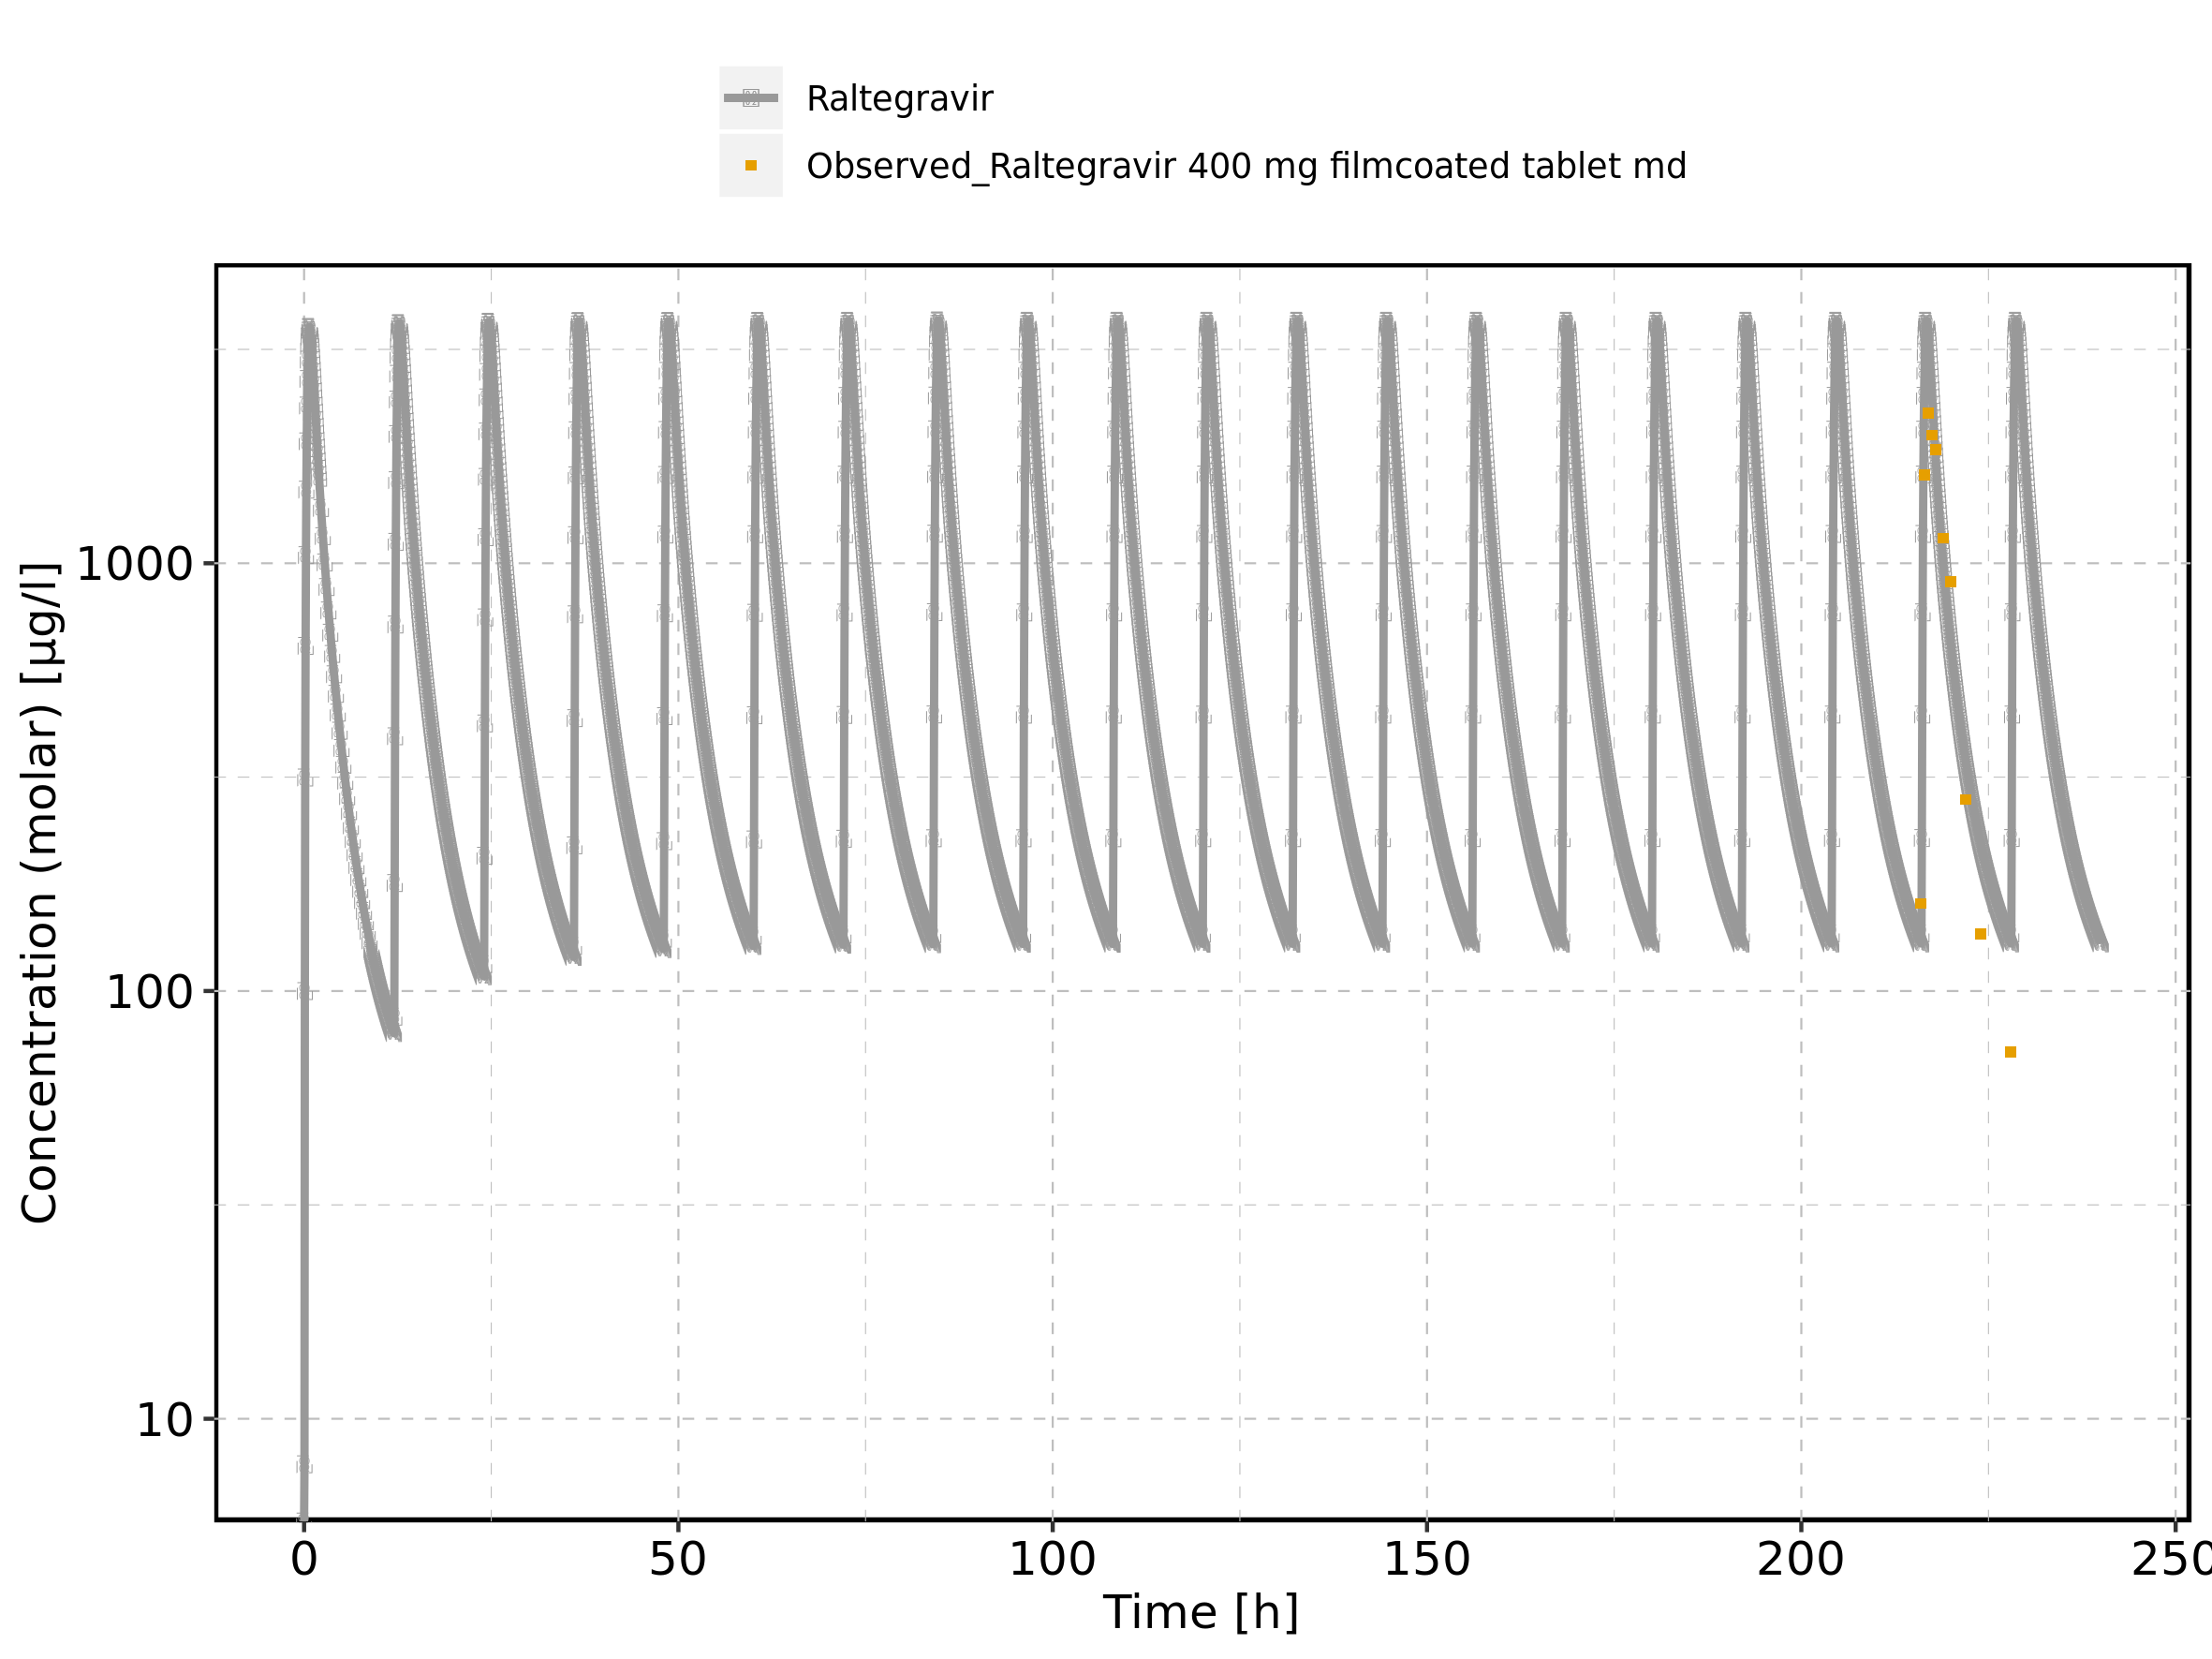 Raltegravir
Observed_Raltegravir 400 mg filmcoated tablet md
Concentration (molar) [µg/l]
1000
100
10
0 50 100 150 200 250
Time [h]